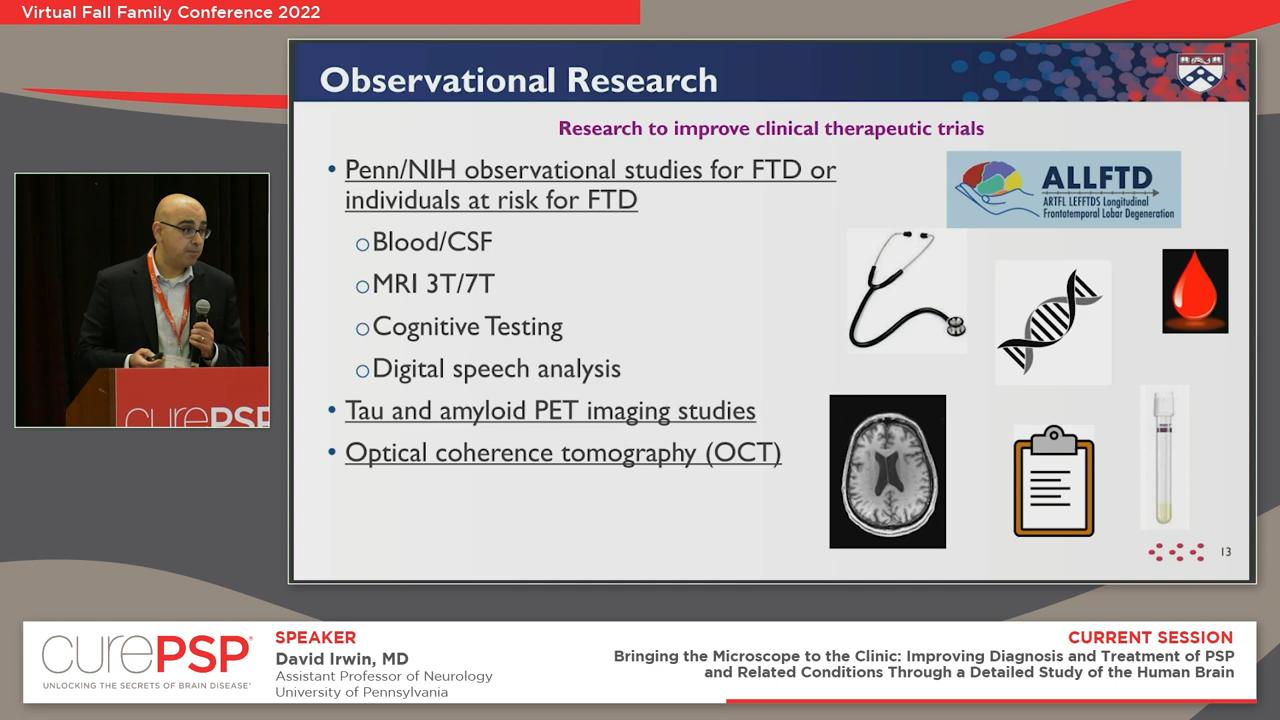 Virtual Fall Family Conference 2022
Observational Research
Research to improve clinical therapeutic trials
• Penn/NIH observational studies for FTD or
individuals at risk for FTD
o Blood/CSF
o MRI 3T/7T
o Cognitive Testing
o Digital speech analysis
• Tau and amyloid PET imaging studies
• Optical coherence tomography (OCT)
ALLFTD
ARTFL LEFFTDS Longitudinal
Frontotemporal Lobar Degeneration
13
curePSP
curePSP®
UNLOCKING THE SECRETS OF BRAIN DISEASE®
SPEAKER
David Irwin, MD
Assistant Professor of Neurology
University of Pennsylvania
CURRENT SESSION
Bringing the Microscope to the Clinic: Improving Diagnosis and Treatment of PSP
and Related Conditions Through a Detailed Study of the Human Brain